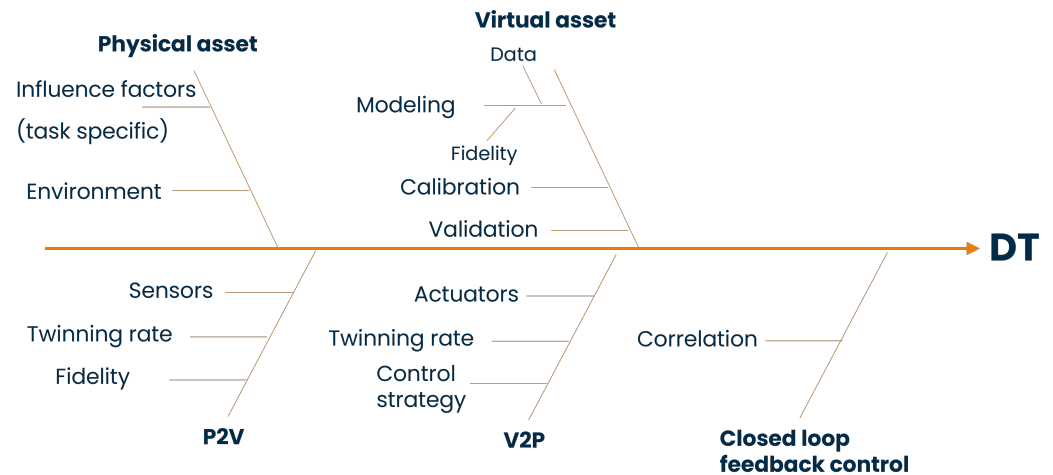 Virtual asset
Physical asset
Data
Influence factors
(task specific)
Modeling
Fidelity
Environment
Calibration
Validation
DT
Sensors
Twinning rate
Fidelity
P2V
Actuators
Twinning rate
Control
strategy
V2P
Correlation
Closed loop
feedback control